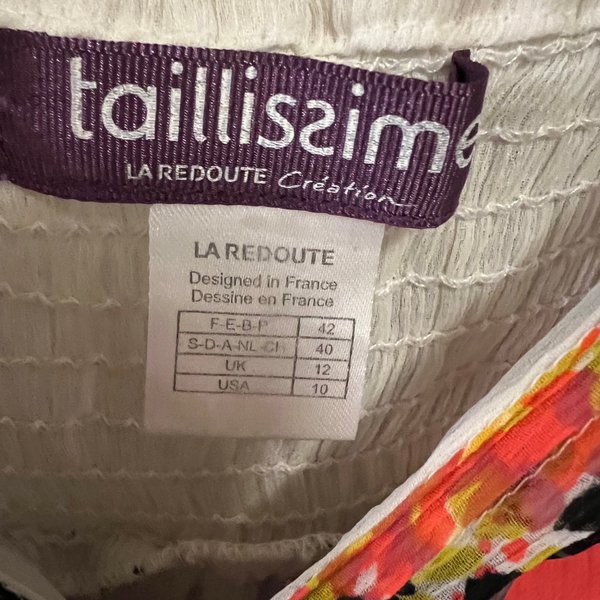 taillissime
LA REDOUTE Création
LA REDOUTE
Designed in France
Dessine en France
F-E-B-P 42
S-D-A-NL-CH 40
UK 12
USA 10